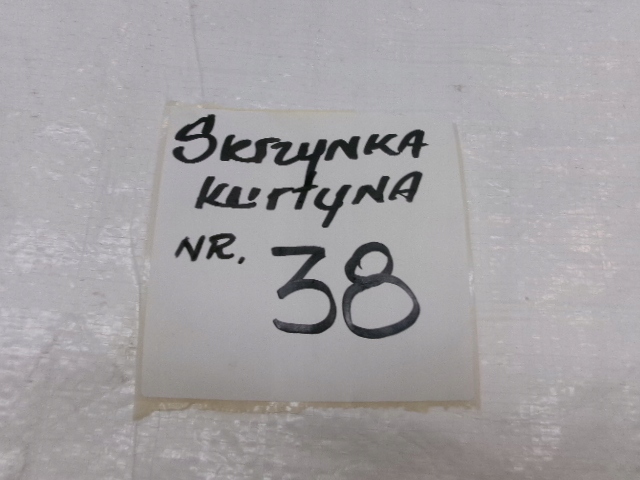 Skrzynka
kurtyna
NR. 38